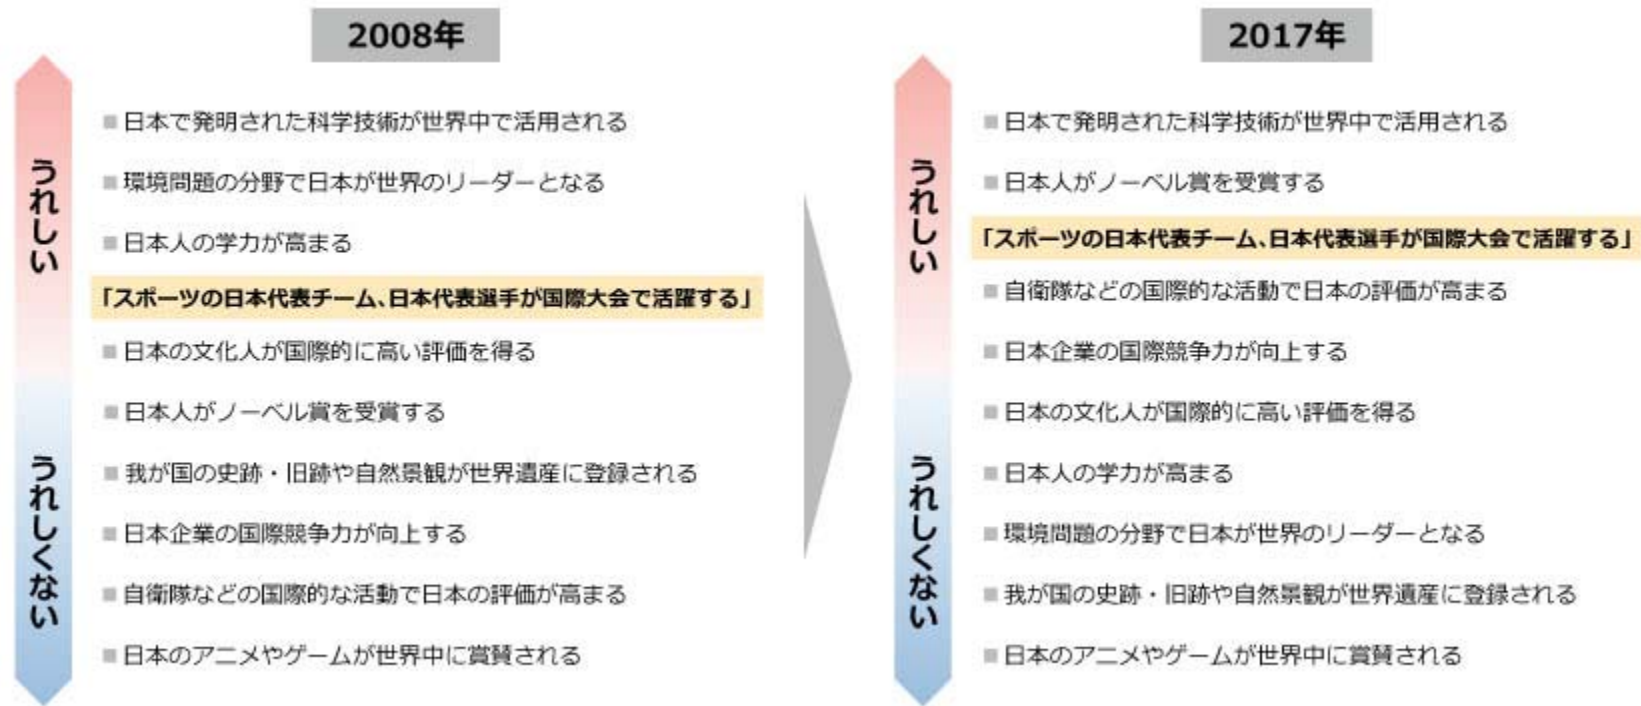 2008年
うれしい
うれしくない
■日本で発明された科学技術が世界中で活用される
■環境問題の分野で日本が世界のリーダーとなる
■日本人の学力が高まる
「スポーツの日本代表チーム、日本代表選手が国際大会で活躍する」
■日本の文化人が国際的に高い評価を得る
■日本人がノーベル賞を受賞する
■我が国の史跡・旧跡や自然景観が世界遺産に登録される
■日本企業の国際競争力が向上する
■自衛隊などの国際的な活動で日本の評価が高まる
■日本のアニメやゲームが世界中に賞賛される
2017年
うれしい
うれしくない
■日本で発明された科学技術が世界中で活用される
■日本人がノーベル賞を受賞する
「スポーツの日本代表チーム、日本代表選手が国際大会で活躍する」
■自衛隊などの国際的な活動で日本の評価が高まる
■日本企業の国際競争力が向上する
■日本の文化人が国際的に高い評価を得る
■日本人の学力が高まる
■環境問題の分野で日本が世界のリーダーとなる
■我が国の史跡・旧跡や自然景観が世界遺産に登録される
■日本のアニメやゲームが世界中に賞賛される